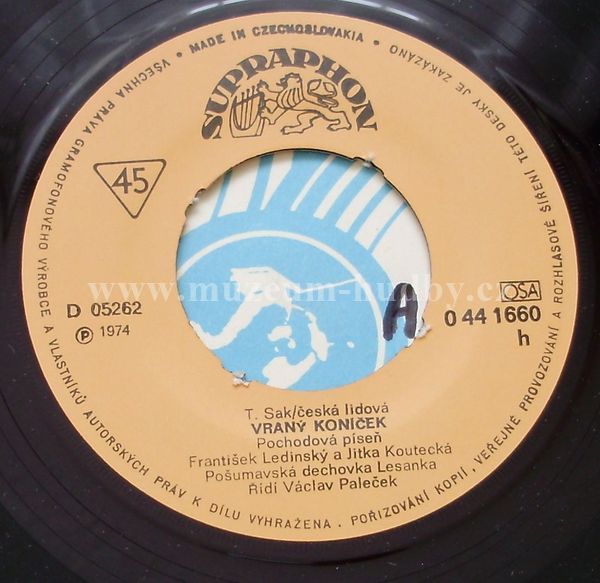 VŠECHNA PRÁVA GRAMOFONOVÉHO VÝROBCE A VLASTNÍKŮ AUTORSKÝCH PRÁV K DÍLU VYHRAŽENA . POŘIZOVÁNÍ KOPIÍ, VEŘEJNÉ PROVOZOVÁNÍ A ROZHLASOVÉ ŠÍŘENÍ TÉTO DESKY JE ZAKÁZÁNO
• MADE IN CZECHOSLOVAKIA •
SUPRAPHON
45
www.muzeum-hudby.cz
D 05262
OSA
℗ 1974
A
0 44 1660
h
T. Sak/česká lidová
VRANÝ KONÍČEK
Pochodová píseň
František Ledinský a Jitka Koutecká
Pošumavská dechovka Lesanka
Řídí Václav Paleček